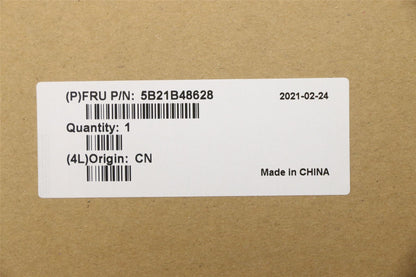 (P)FRU P/N: 5B21B48628
2021-02-24
Quantity: 1
(4L)Origin: CN
Made in CHINA